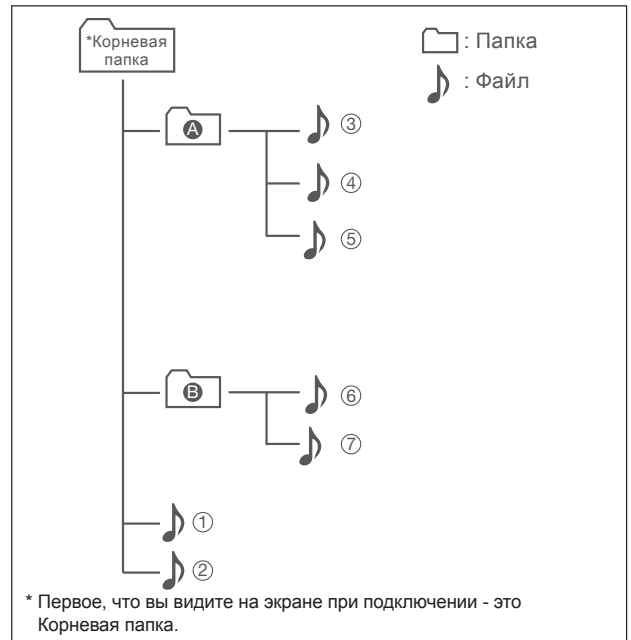 *Корневая
папка
: Папка
: Файл
A
③
④
⑤
B
⑥
⑦
①
②
* Первое, что вы видите на экране при подключении - это
Корневая папка.